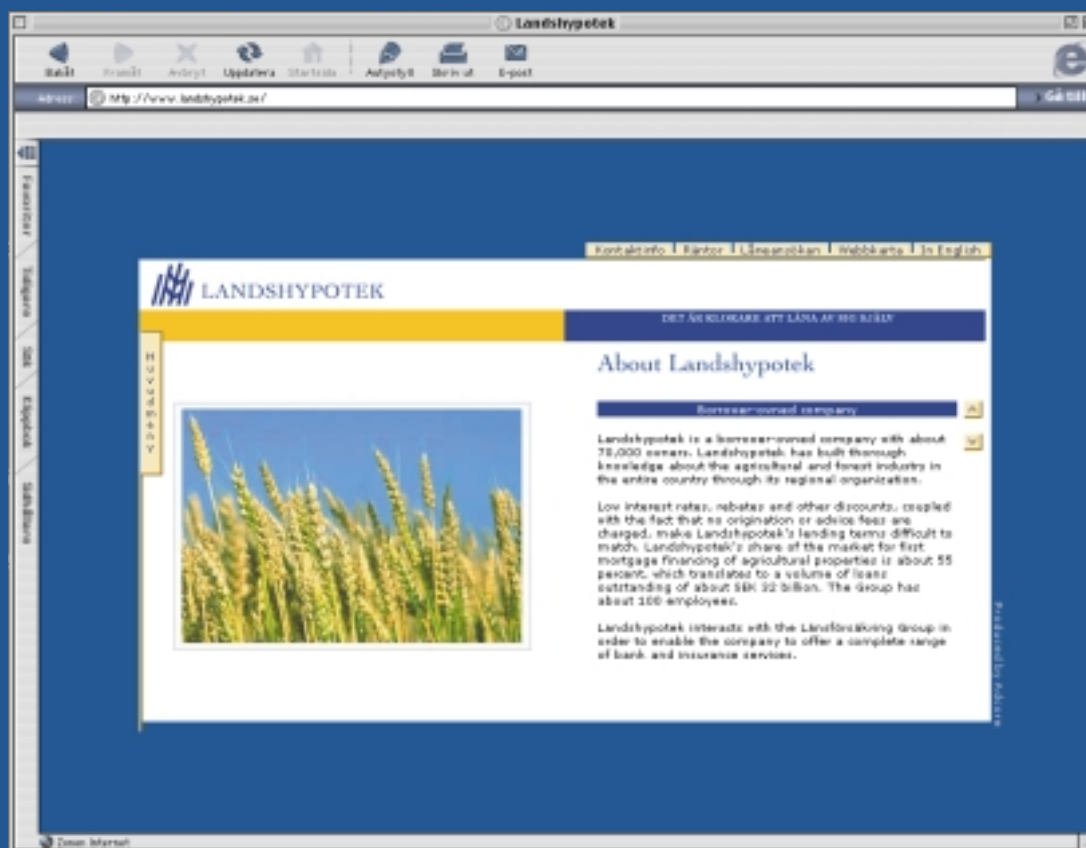 Landshypotek
Bakåt Framåt Avbryt Uppdatera Startsida Autofyll Skriv ut E-post
Adress: http://www.landshypotek.se/ Gå till
Favoriter
Tidigare
Sök
Kontaktinfo Räntor Låneansökan Webbkarta In English
LANDSHYPOTEK
DET ÄR KLOKARE ATT LÅNA AV SIG SJÄLV
Huvudmeny
About Landshypotek
Borrower-owned company
Landshypotek is a borrower-owned company with about
70,000 owners. Landshypotek has built thorough
knowledge about the agricultural and forest industry in
the entire country through its regional organization.
Low interest rates, rebates and other discounts, coupled
with the fact that no origination or advice fees are
charged, make Landshypotek's lending terms difficult to
match. Landshypotek's share of the market for first
mortgage financing of agricultural properties is about 55
percent, which translates to a volume of loans
outstanding of about SEK 32 billion. The Group has
about 100 employees.
Landshypotek interacts with the Länsförsäkring Group in
order to enable the company to offer a complete range
of bank and insurance services.
Produced by
Zonen Internet